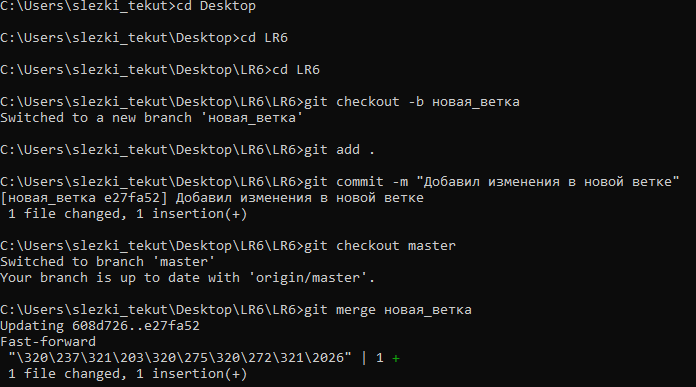 C:\Users\slezki_tekut>cd Desktop
C:\Users\slezki_tekut\Desktop>cd LR6
C:\Users\slezki_tekut\Desktop\LR6>cd LR6
C:\Users\slezki_tekut\Desktop\LR6\LR6>git checkout -b новая_ветка
Switched to a new branch 'новая_ветка'
C:\Users\slezki_tekut\Desktop\LR6\LR6>git add .
C:\Users\slezki_tekut\Desktop\LR6\LR6>git commit -m "Добавил изменения в новой ветке"
[новая_ветка e27fa52] Добавил изменения в новой ветке
 1 file changed, 1 insertion(+)
C:\Users\slezki_tekut\Desktop\LR6\LR6>git checkout master
Switched to branch 'master'
Your branch is up to date with 'origin/master'.
C:\Users\slezki_tekut\Desktop\LR6\LR6>git merge новая_ветка
Updating 608d726..e27fa52
Fast-forward
 "\320\237\321\203\320\275\320\272\321\2026" | 1 +
 1 file changed, 1 insertion(+)